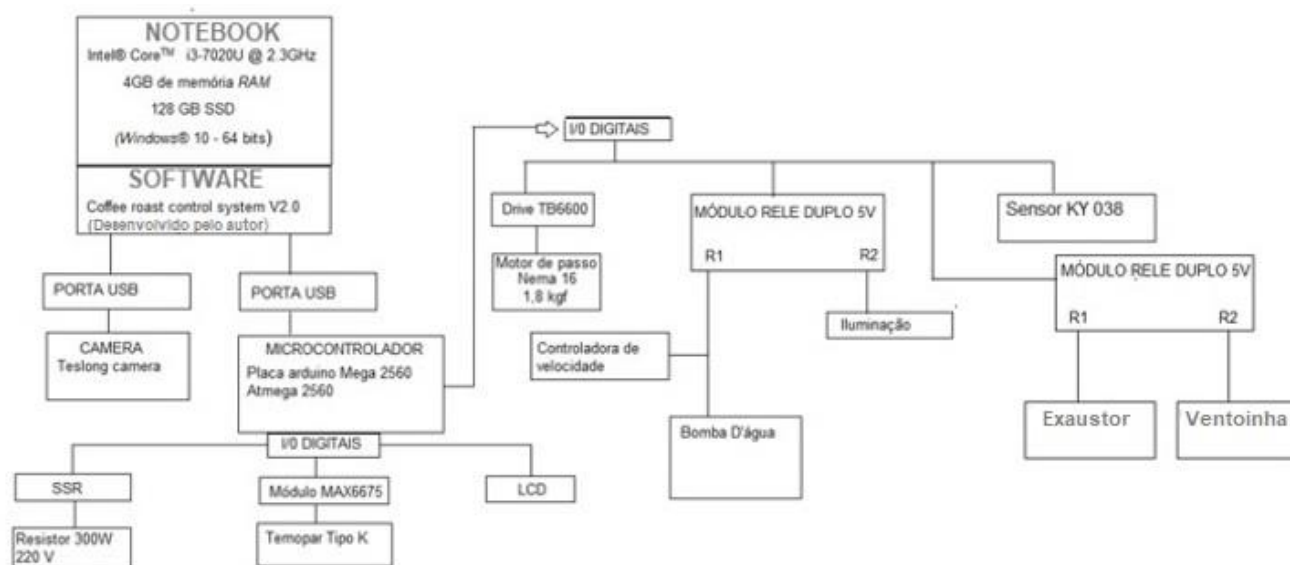 NOTEBOOK
Intel® Core™ i3-7020U @ 2.3GHz
4GB de memória RAM
128 GB SSD
(Windows® 10 - 64 bits)
SOFTWARE
Coffee roast control system V2.0
(Desenvolvido pelo autor)
PORTA USB
PORTA USB
CAMERA
Teslong camera
MICROCONTROLADOR
Placa arduino Mega 2560
Atmega 2560
I/0 DIGITAIS
SSR
Módulo MAX6675
LCD
Resistor 300W
220 V
Temopar Tipo K
I/0 DIGITAIS
Drive TB6600
Motor de passo
Nema 16
1,8 kgf
MÓDULO RELE DUPLO 5V
R1 R2
Controladora de
velocidade
Iluminação
Bomba D'água
Sensor KY 038
MÓDULO RELE DUPLO 5V
R1 R2
Exaustor
Ventoinha